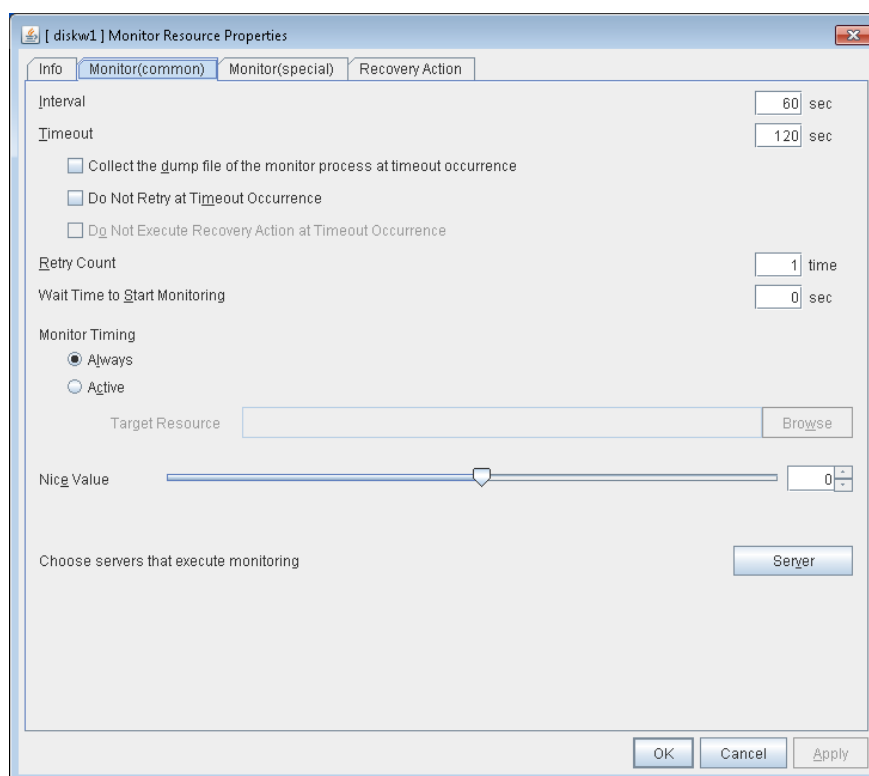 [ diskw1 ] Monitor Resource Properties
Info Monitor(common) Monitor(special) Recovery Action
Interval 60 sec
Timeout 120 sec
Collect the dump file of the monitor process at timeout occurrence
Do Not Retry at Timeout Occurrence
Do Not Execute Recovery Action at Timeout Occurrence
Retry Count 1 time
Wait Time to Start Monitoring 0 sec
Monitor Timing
Always
Active
Target Resource Browse
Nice Value 0
Choose servers that execute monitoring Server
OK Cancel Apply